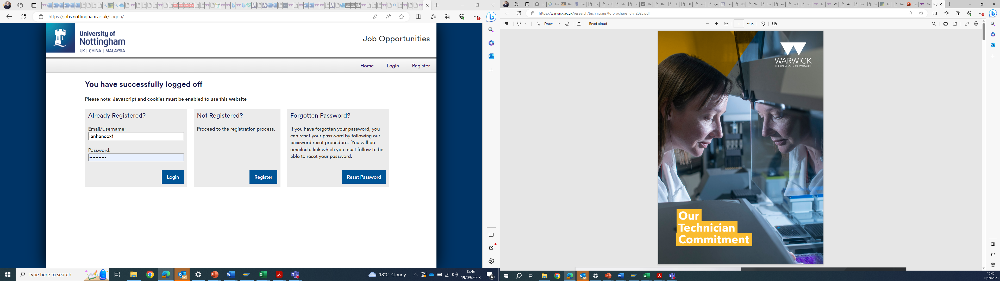 https://jobs.nottingham.ac.uk/Logon/
University of
Nottingham
UK | CHINA | MALAYSIA
Job Opportunities
Home Login Register
You have successfully logged off
Please note: Javascript and cookies must be enabled to use this website
Already Registered?
Email/Username:
ianhancox1
Password:
•••••••••••
Login
Not Registered?
Proceed to the registration process.
Register
Forgotten Password?
If you have forgotten your password, you
can reset your password by following our
password reset procedure. You will be
emailed a link which you must follow to be
able to reset your password.
Reset Password
Type here to search
18°C Cloudy
15:46
19/09/2023
4
https://warwick.ac.uk/research/technicians/tc_brochure_july_2023.pdf
Draw
Read aloud
1 of 15
WARWICK
THE UNIVERSITY OF WARWICK
Our
Technician
Commitment
15:46
19/09/2023